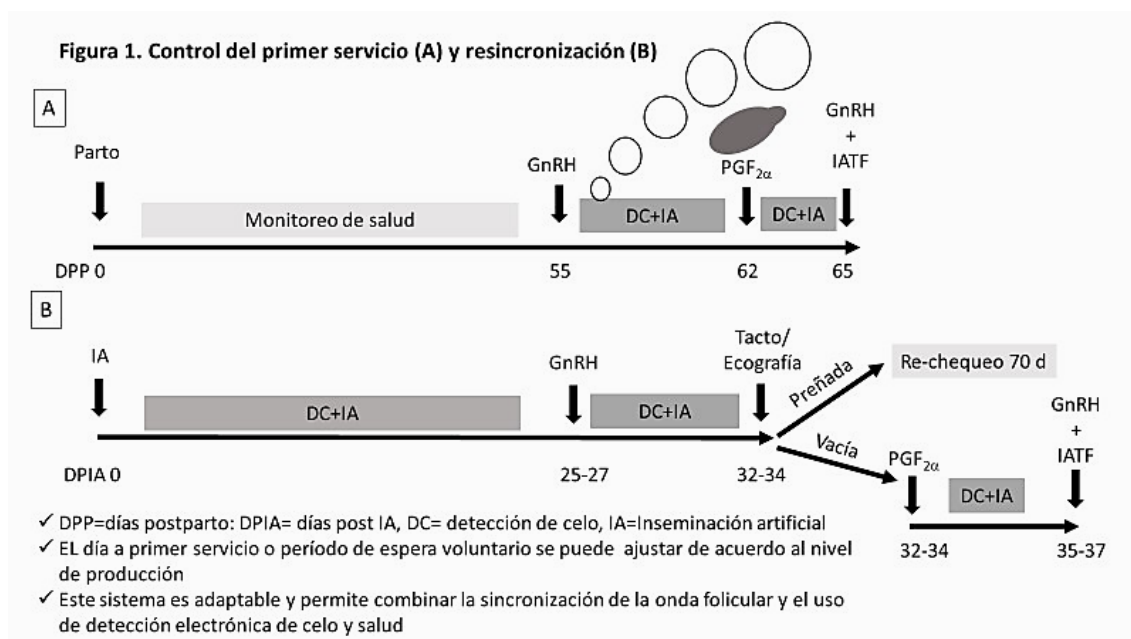 Figura 1. Control del primer servicio (A) y resincronización (B)
A
Parto
GnRH
PGF2α
GnRH
+
IATF
Monitoreo de salud
DC+IA
DC+IA
DPP 0
55
62
65
B
IA
GnRH
Tacto/
Ecografía
DC+IA
DC+IA
Preñada
Re-chequeo 70 d
Vacía
PGF2α
DC+IA
GnRH
+
IATF
DPIA 0
25-27
32-34
32-34
35-37
✓ DPP=días postparto: DPIA= días post IA, DC= detección de celo, IA=Inseminación artificial
✓ EL día a primer servicio o período de espera voluntario se puede ajustar de acuerdo al nivel
de producción
✓ Este sistema es adaptable y permite combinar la sincronización de la onda folicular y el uso
de detección electrónica de celo y salud